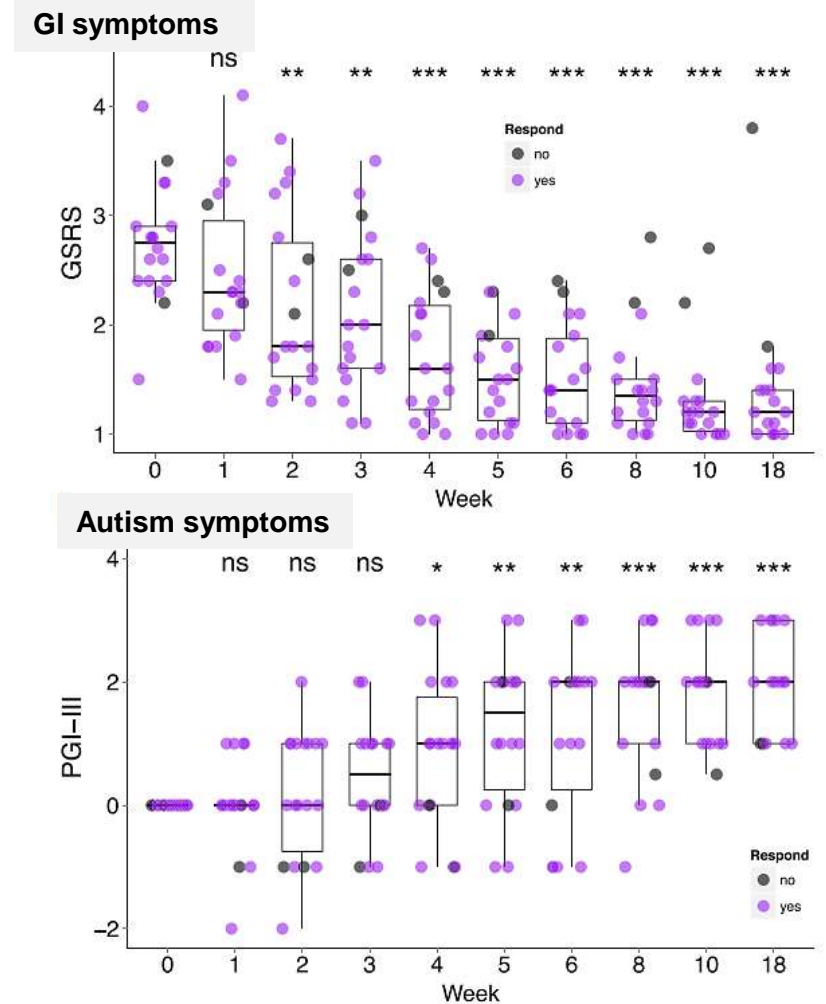 GI symptoms
ns ** ** *** *** *** *** *** ***
4
3
2
1
GSRS
Respond
no
yes
0 1 2 3 4 5 6 8 10 18
Week
Autism symptoms
ns ns ns * ** ** *** *** ***
4
2
0
−2
PGI−III
Respond
no
yes
0 1 2 3 4 5 6 8 10 18
Week